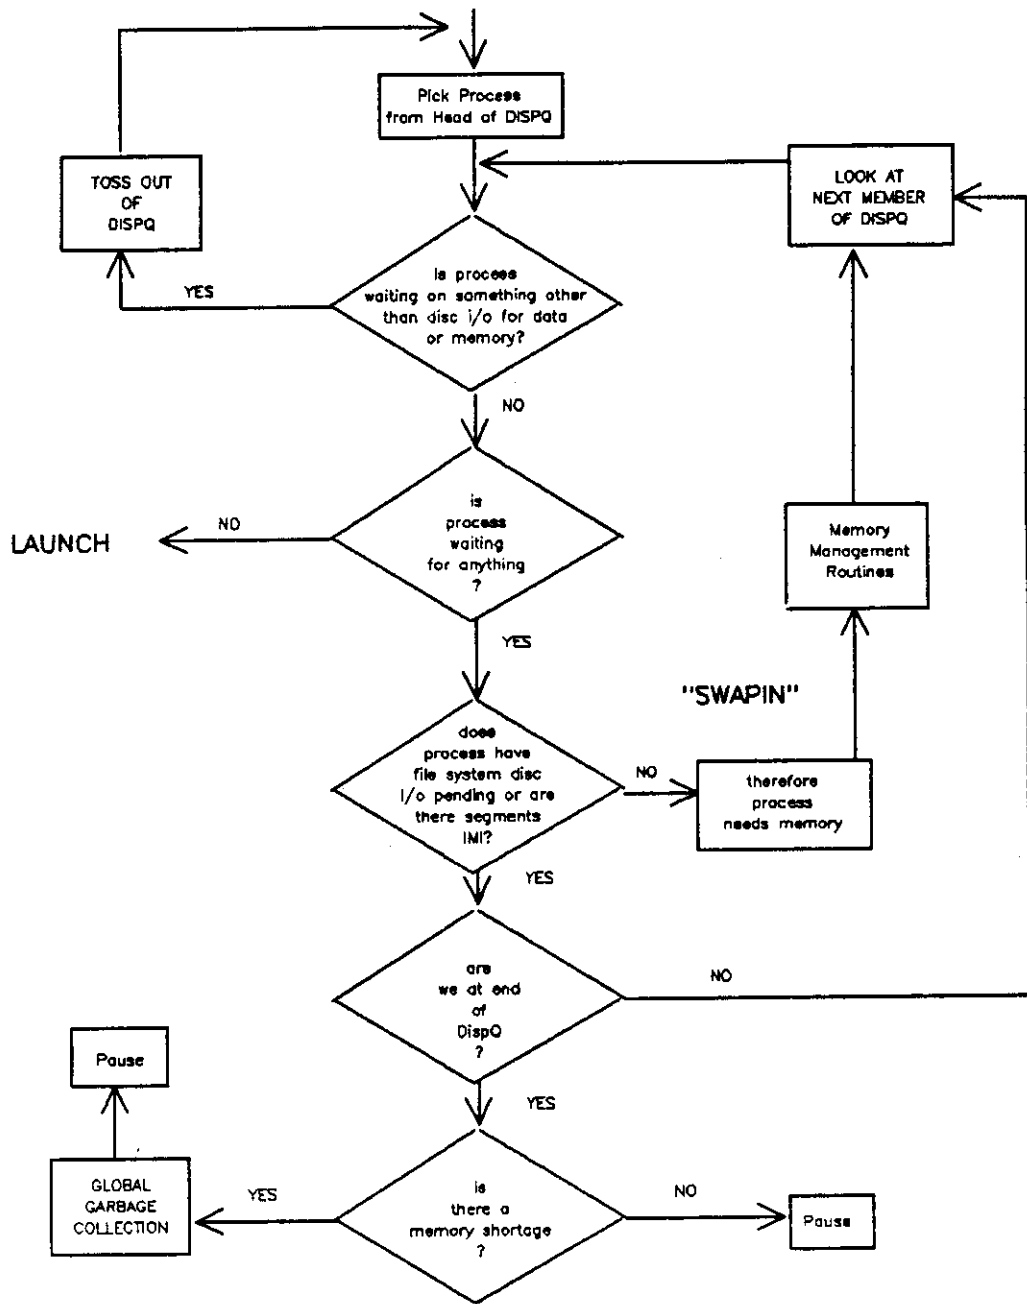 Pick Process
from Head of DISPQ
TOSS OUT
OF
DISPQ
LOOK AT
NEXT MEMBER
OF DISPQ
YES
is process
waiting on something other
than disc i/o for data
or memory?
NO
LAUNCH
NO
is
process
waiting
for anything
?
Memory
Management
Routines
YES
"SWAPIN"
does
process have
file system disc
I/o pending or are
there segments
IMI?
NO
therefore
process
needs memory
YES
are
we at end
of
DispQ
?
NO
Pause
YES
GLOBAL
GARBAGE
COLLECTION
YES
is
there a
memory shortage
?
NO
Pause